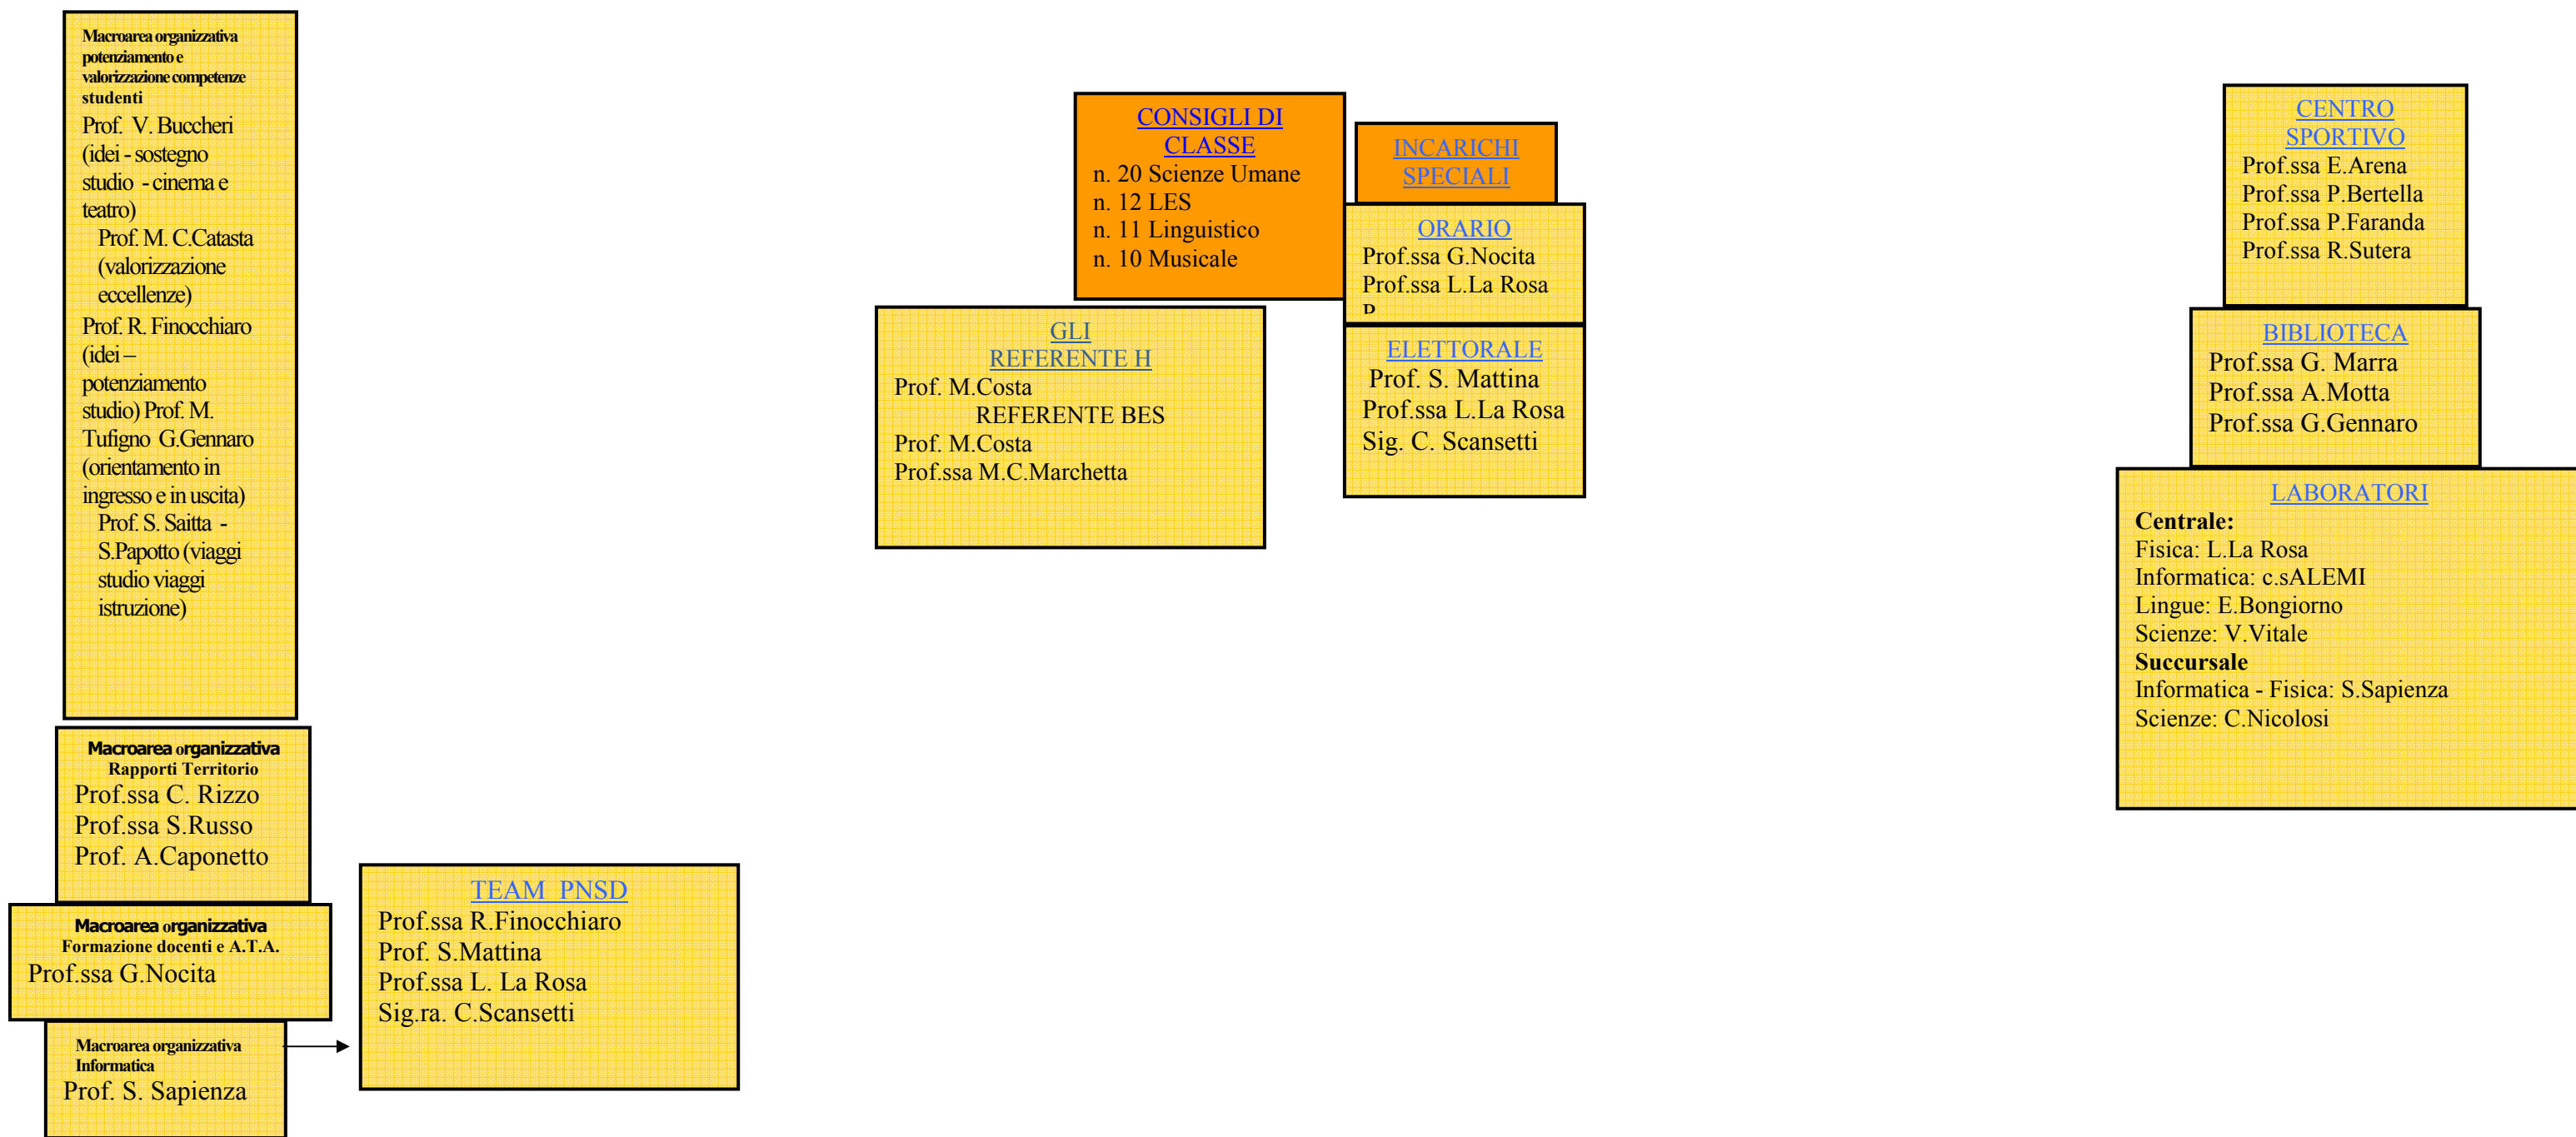 Macroarea organizzativa
potenziamento e
valorizzazione competenze
studenti
Prof. V. Buccheri
(idei - sostegno
studio - cinema e
teatro)
Prof. M. C.Catasta
(valorizzazione
eccellenze)
Prof. R. Finocchiaro
(idei –
potenziamento
studio) Prof. M.
Tufigno G.Gennaro
(orientamento in
ingresso e in uscita)
Prof. S. Saitta -
S.Papotto (viaggi
studio viaggi
istruzione)
Macroarea organizzativa
Rapporti Territorio
Prof.ssa C. Rizzo
Prof.ssa S.Russo
Prof. A.Caponetto
Macroarea organizzativa
Formazione docenti e A.T.A.
Prof.ssa G.Nocita
Macroarea organizzativa
Informatica
Prof. S. Sapienza
TEAM PNSD
Prof.ssa R.Finocchiaro
Prof. S.Mattina
Prof.ssa L. La Rosa
Sig.ra. C.Scansetti
CONSIGLI DI
CLASSE
n. 20 Scienze Umane
n. 12 LES
n. 11 Linguistico
n. 10 Musicale
GLI
REFERENTE H
Prof. M.Costa
REFERENTE BES
Prof. M.Costa
Prof.ssa M.C.Marchetta
INCARICHI
SPECIALI
ORARIO
Prof.ssa G.Nocita
Prof.ssa L.La Rosa
ELETTORALE
Prof. S. Mattina
Prof.ssa L.La Rosa
Sig. C. Scansetti
CENTRO
SPORTIVO
Prof.ssa E.Arena
Prof.ssa P.Bertella
Prof.ssa P.Faranda
Prof.ssa R.Sutera
BIBLIOTECA
Prof.ssa G. Marra
Prof.ssa A.Motta
Prof.ssa G.Gennaro
LABORATORI
Centrale:
Fisica: L.La Rosa
Informatica: c.sALEMI
Lingue: E.Bongiorno
Scienze: V.Vitale
Succursale
Informatica - Fisica: S.Sapienza
Scienze: C.Nicolosi